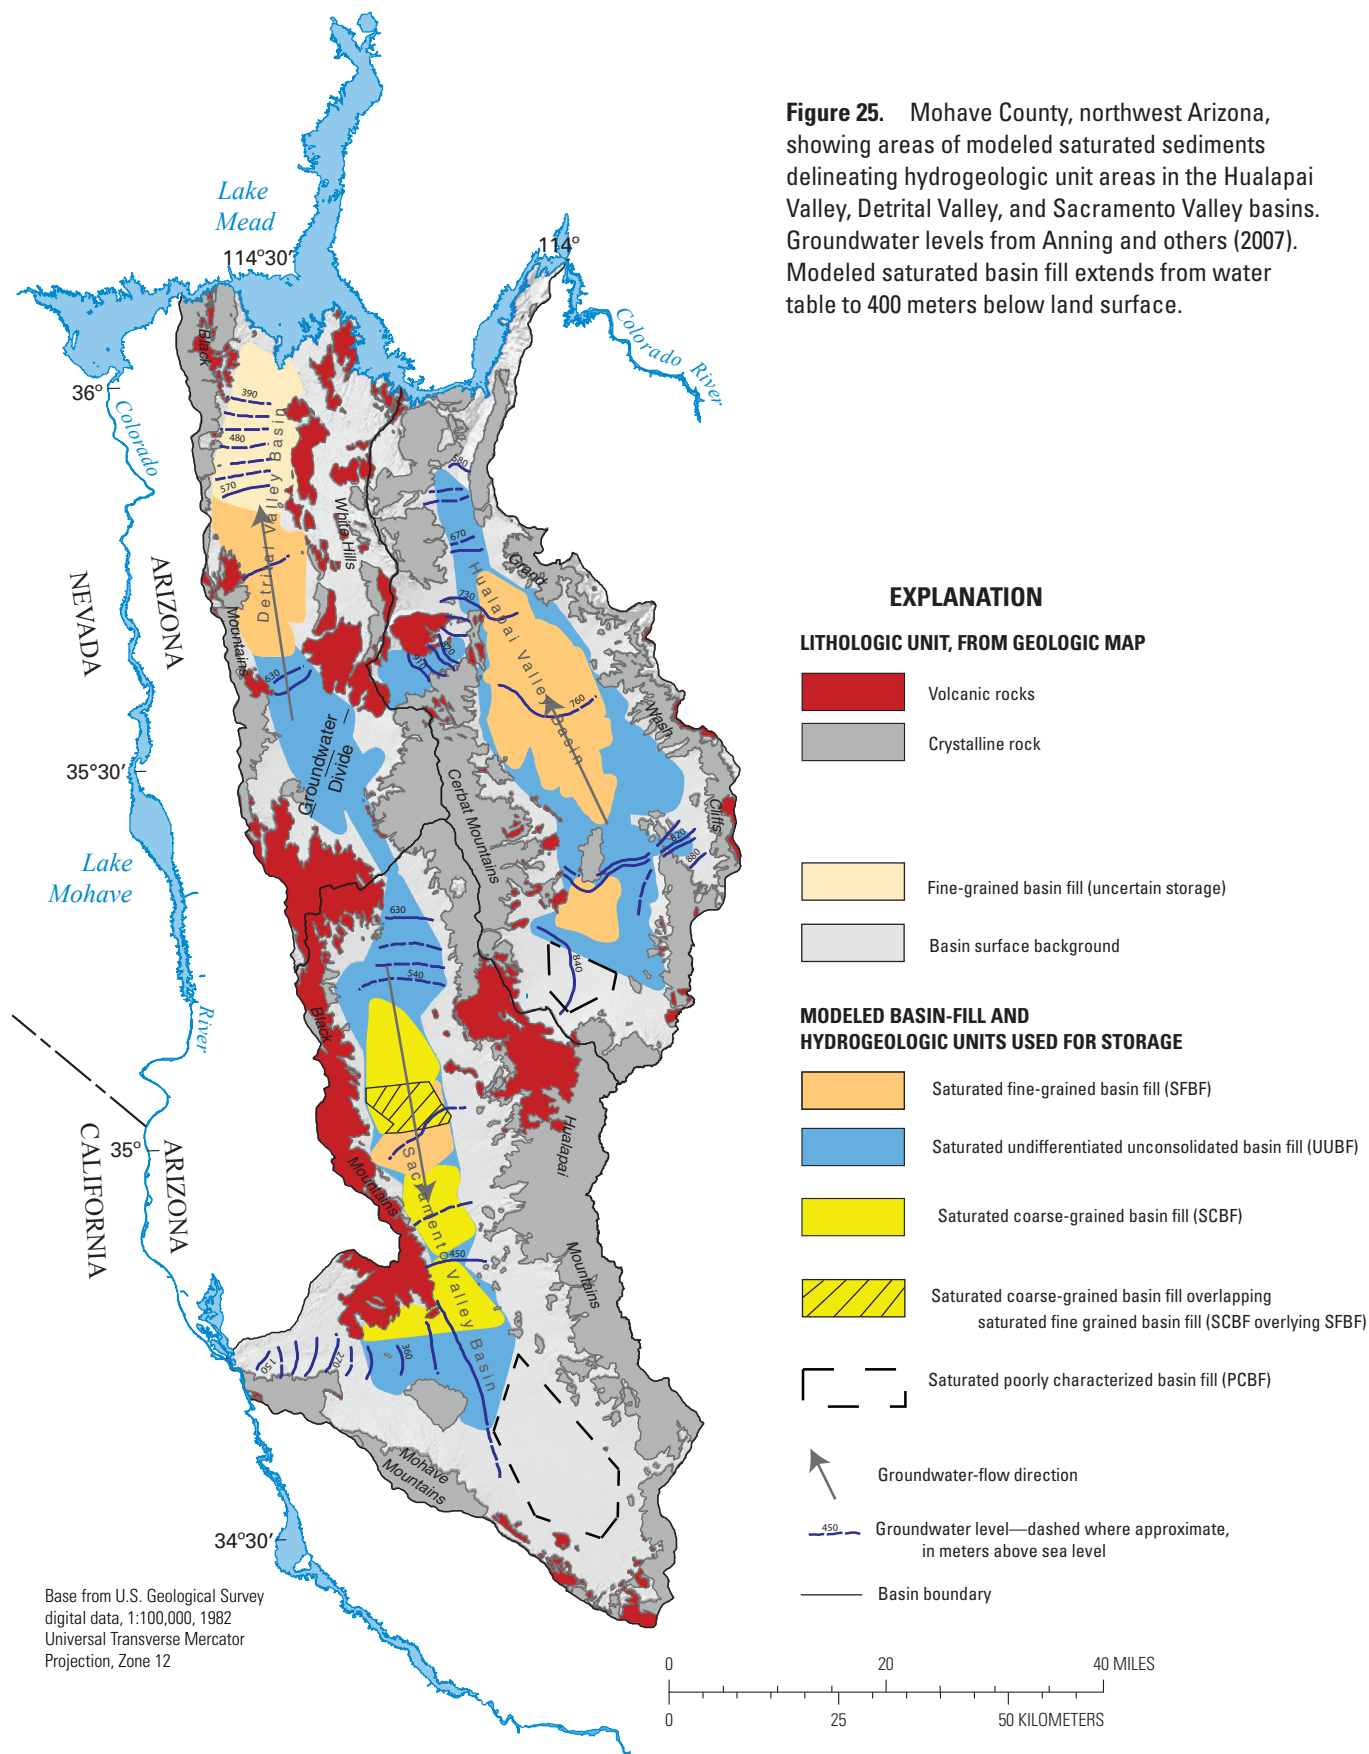 Figure 25. Mohave County, northwest Arizona,
showing areas of modeled saturated sediments
delineating hydrogeologic unit areas in the Hualapai
Valley, Detrital Valley, and Sacramento Valley basins.
Groundwater levels from Anning and others (2007).
Modeled saturated basin fill extends from water
table to 400 meters below land surface.
Lake
Mead
114°30′
114°
Colorado River
36°
Colorado
Black
390
480
570
Detrital Valley Basin
White Hills
580
670
730
Grand
Hualapai Valley Basin
NEVADA
ARIZONA
Mountains
630
910
760
Wash
Groundwater
Divide
35°30′
Cerbat Mountains
Cliffs
820
880
Lake
Mohave
630
540
840
River
Black
35°
CALIFORNIA
ARIZONA
Hualapai
Mountains
Sacramento Valley Basin
450
Mountains
150
270
360
Mohave
Mountains
34°30′
EXPLANATION
LITHOLOGIC UNIT, FROM GEOLOGIC MAP
Volcanic rocks
Crystalline rock
Fine-grained basin fill (uncertain storage)
Basin surface background
MODELED BASIN-FILL AND
HYDROGEOLOGIC UNITS USED FOR STORAGE
Saturated fine-grained basin fill (SFBF)
Saturated undifferentiated unconsolidated basin fill (UUBF)
Saturated coarse-grained basin fill (SCBF)
Saturated coarse-grained basin fill overlapping
saturated fine grained basin fill (SCBF overlying SFBF)
Saturated poorly characterized basin fill (PCBF)
Groundwater-flow direction
450
Groundwater level—dashed where approximate,
in meters above sea level
Basin boundary
Base from U.S. Geological Survey
digital data, 1:100,000, 1982
Universal Transverse Mercator
Projection, Zone 12
0 20 40 MILES
0 25 50 KILOMETERS